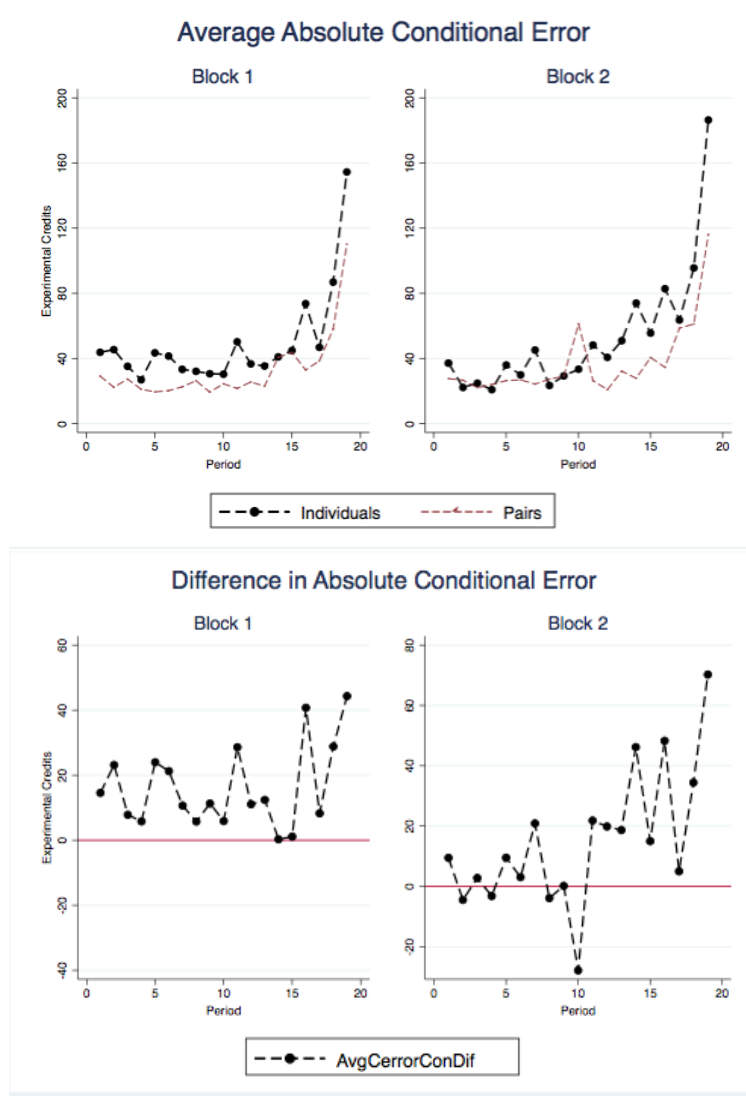 Average Absolute Conditional Error
Block 1
Block 2
Experimental Credits
200
160
120
80
40
0
0 5 10 15 20
Period
200
160
120
80
40
0
0 5 10 15 20
Period
Individuals Pairs
Difference in Absolute Conditional Error
Block 1
Block 2
Experimental Credits
60
40
20
0
-20
-40
0 5 10 15 20
Period
80
60
40
20
0
-20
0 5 10 15 20
Period
AvgCerrorConDif